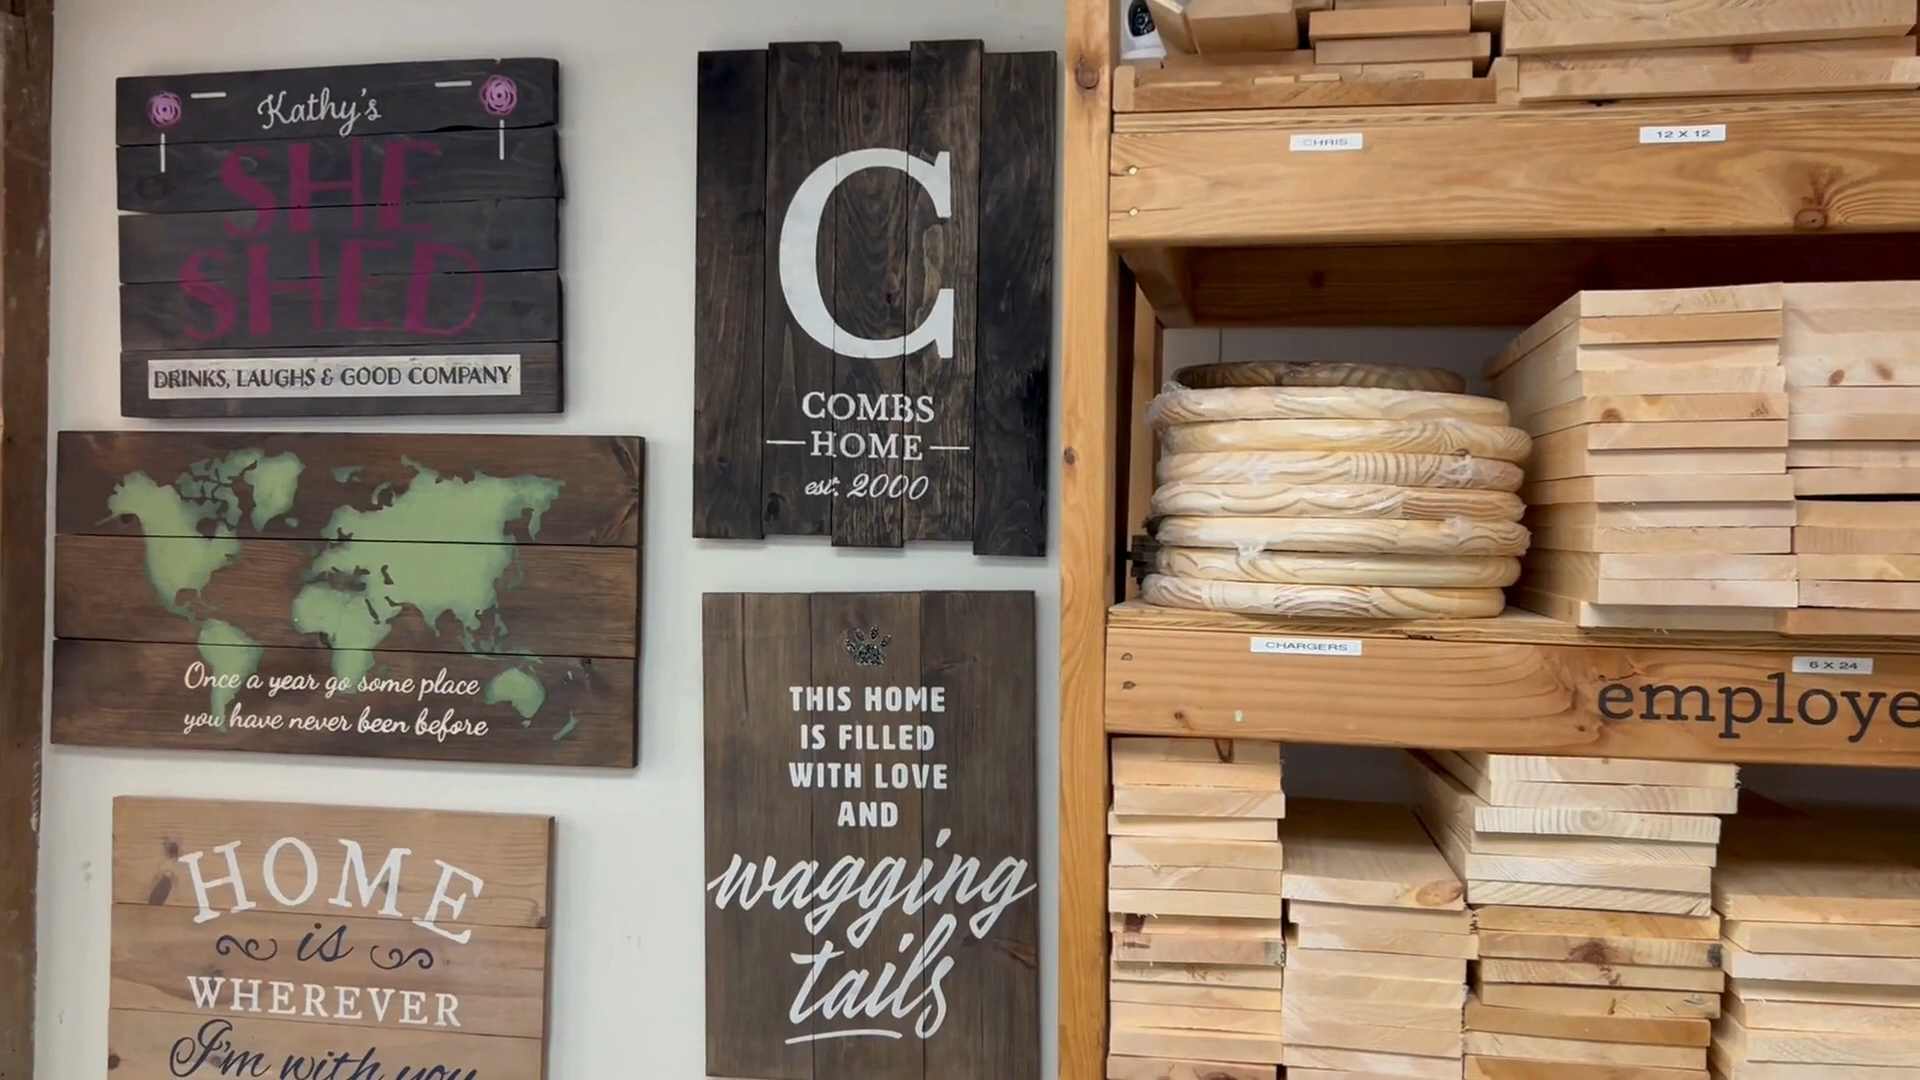 Kathy's
SHE
SHED
DRINKS, LAUGHS & GOOD COMPANY
Once a year go some place
you have never been before
HOME
is
WHEREVER
I'm with you
C
COMBS
HOME
est. 2000
THIS HOME
IS FILLED
WITH LOVE
AND
wagging
tails
CHRIS
12 X 12
CHARGERS
6 X 24
employe